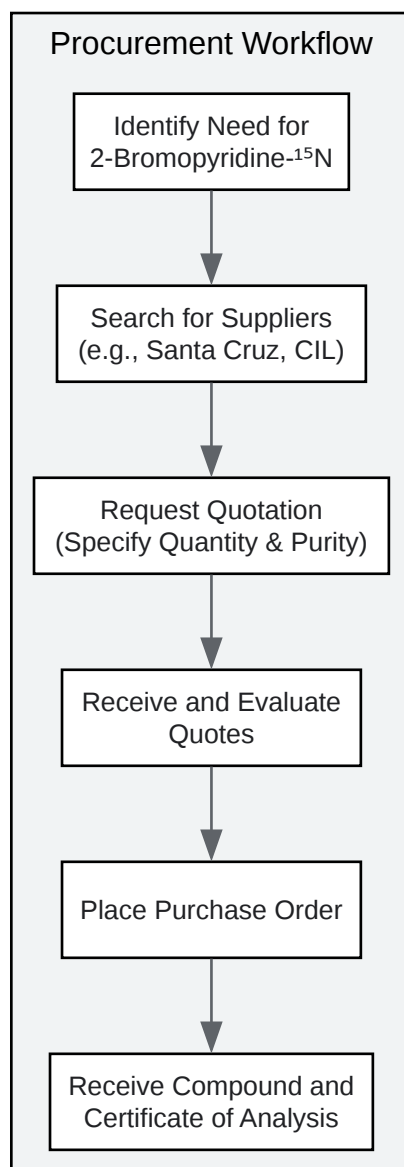 Procurement Workflow
Identify Need for
2-Bromopyridine-¹⁵N
Search for Suppliers
(e.g., Santa Cruz, CIL)
Request Quotation
(Specify Quantity & Purity)
Receive and Evaluate
Quotes
Place Purchase Order
Receive Compound and
Certificate of Analysis